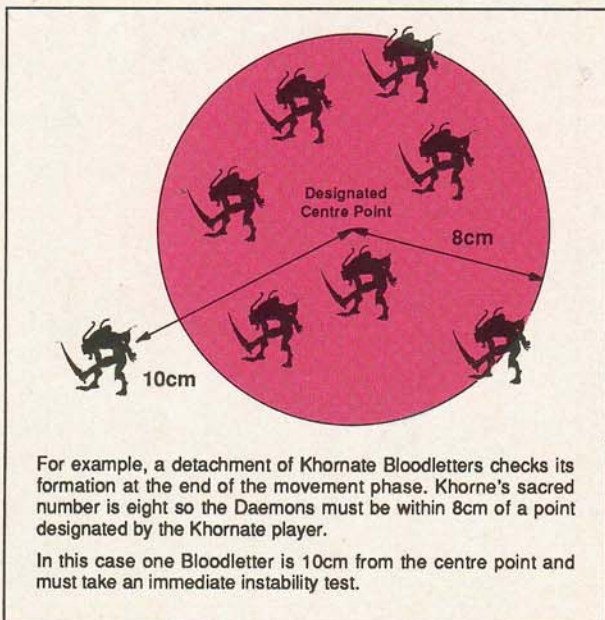 Designated
Centre Point
8cm
10cm
For example, a detachment of Khornate Bloodletters checks its
formation at the end of the movement phase. Khorne's sacred
number is eight so the Daemons must be within 8cm of a point
designated by the Khornate player.
In this case one Bloodletter is 10cm from the centre point and
must take an immediate instability test.